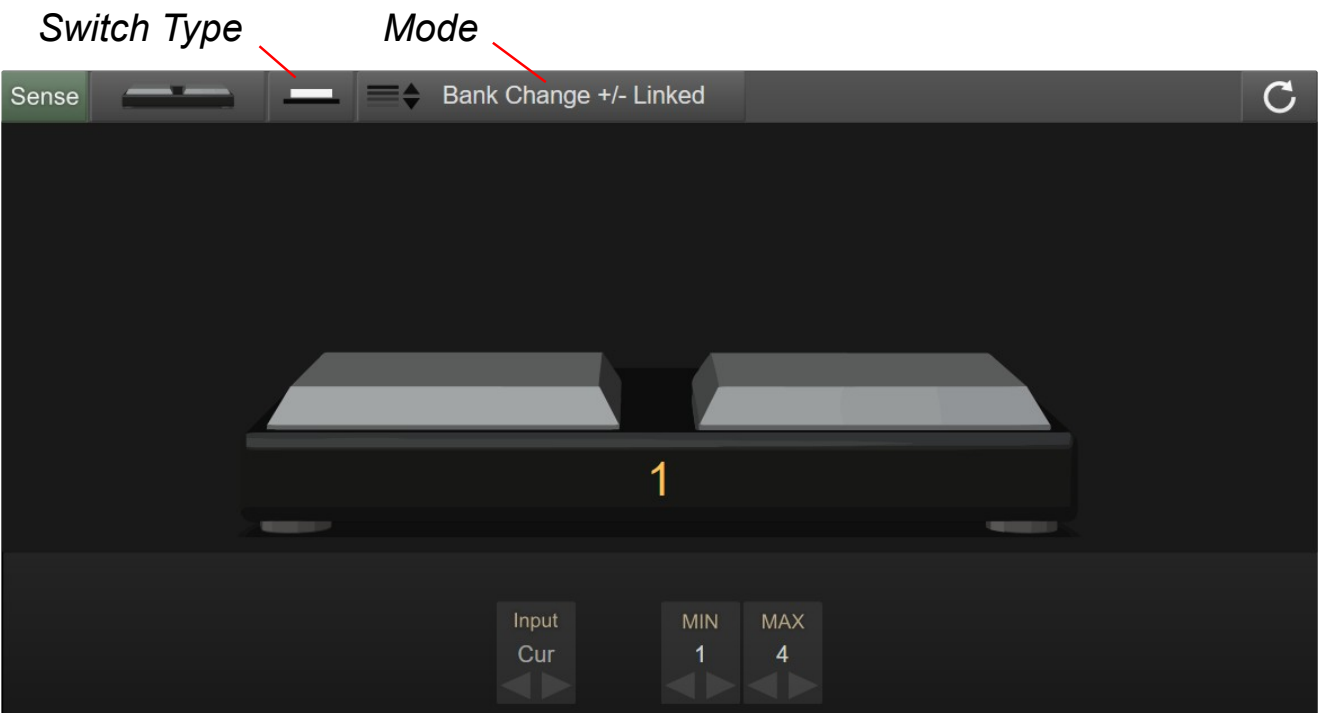 Switch Type Mode
Sense Bank Change +/- Linked
1
Input MIN MAX
Cur 1 4